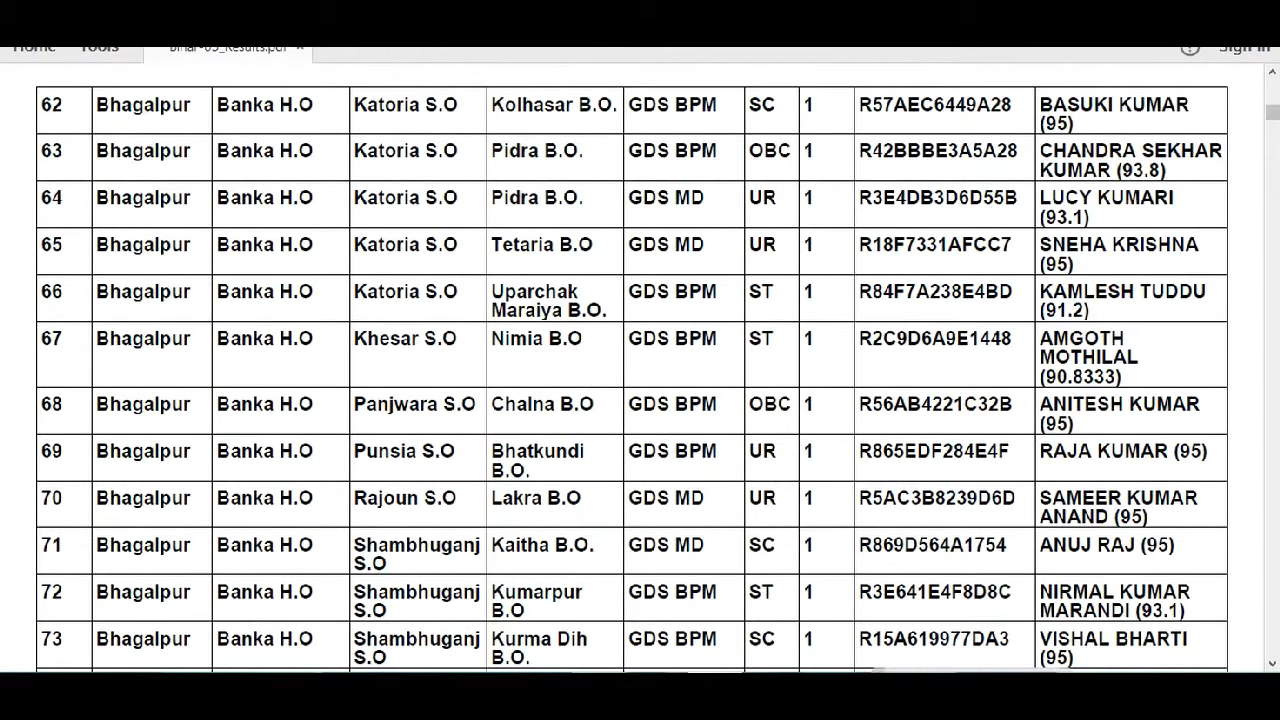 Home Tools Bihar-05_Results.pdf × Sign In
62 Bhagalpur Banka H.O Katoria S.O Kolhasar B.O. GDS BPM SC 1 R57AEC6449A28 BASUKI KUMAR
(95)
63 Bhagalpur Banka H.O Katoria S.O Pidra B.O. GDS BPM OBC 1 R42BBBE3A5A28 CHANDRA SEKHAR
KUMAR (93.8)
64 Bhagalpur Banka H.O Katoria S.O Pidra B.O. GDS MD UR 1 R3E4DB3D6D55B LUCY KUMARI
(93.1)
65 Bhagalpur Banka H.O Katoria S.O Tetaria B.O GDS MD UR 1 R18F7331AFCC7 SNEHA KRISHNA
(95)
66 Bhagalpur Banka H.O Katoria S.O Uparchak GDS BPM ST 1 R84F7A238E4BD KAMLESH TUDDU
Maraiya B.O. (91.2)
67 Bhagalpur Banka H.O Khesar S.O Nimia B.O GDS BPM ST 1 R2C9D6A9E1448 AMGOTH
MOTHILAL
(90.8333)
68 Bhagalpur Banka H.O Panjwara S.O Chalna B.O GDS BPM OBC 1 R56AB4221C32B ANITESH KUMAR
(95)
69 Bhagalpur Banka H.O Punsia S.O Bhatkundi GDS BPM UR 1 R865EDF284E4F RAJA KUMAR (95)
B.O.
70 Bhagalpur Banka H.O Rajoun S.O Lakra B.O GDS MD UR 1 R5AC3B8239D6D SAMEER KUMAR
ANAND (95)
71 Bhagalpur Banka H.O Shambhuganj Kaitha B.O. GDS MD SC 1 R869D564A1754 ANUJ RAJ (95)
S.O
72 Bhagalpur Banka H.O Shambhuganj Kumarpur GDS BPM ST 1 R3E641E4F8D8C NIRMAL KUMAR
S.O B.O MARANDI (93.1)
73 Bhagalpur Banka H.O Shambhuganj Kurma Dih GDS BPM SC 1 R15A619977DA3 VISHAL BHARTI
S.O B.O. (95)